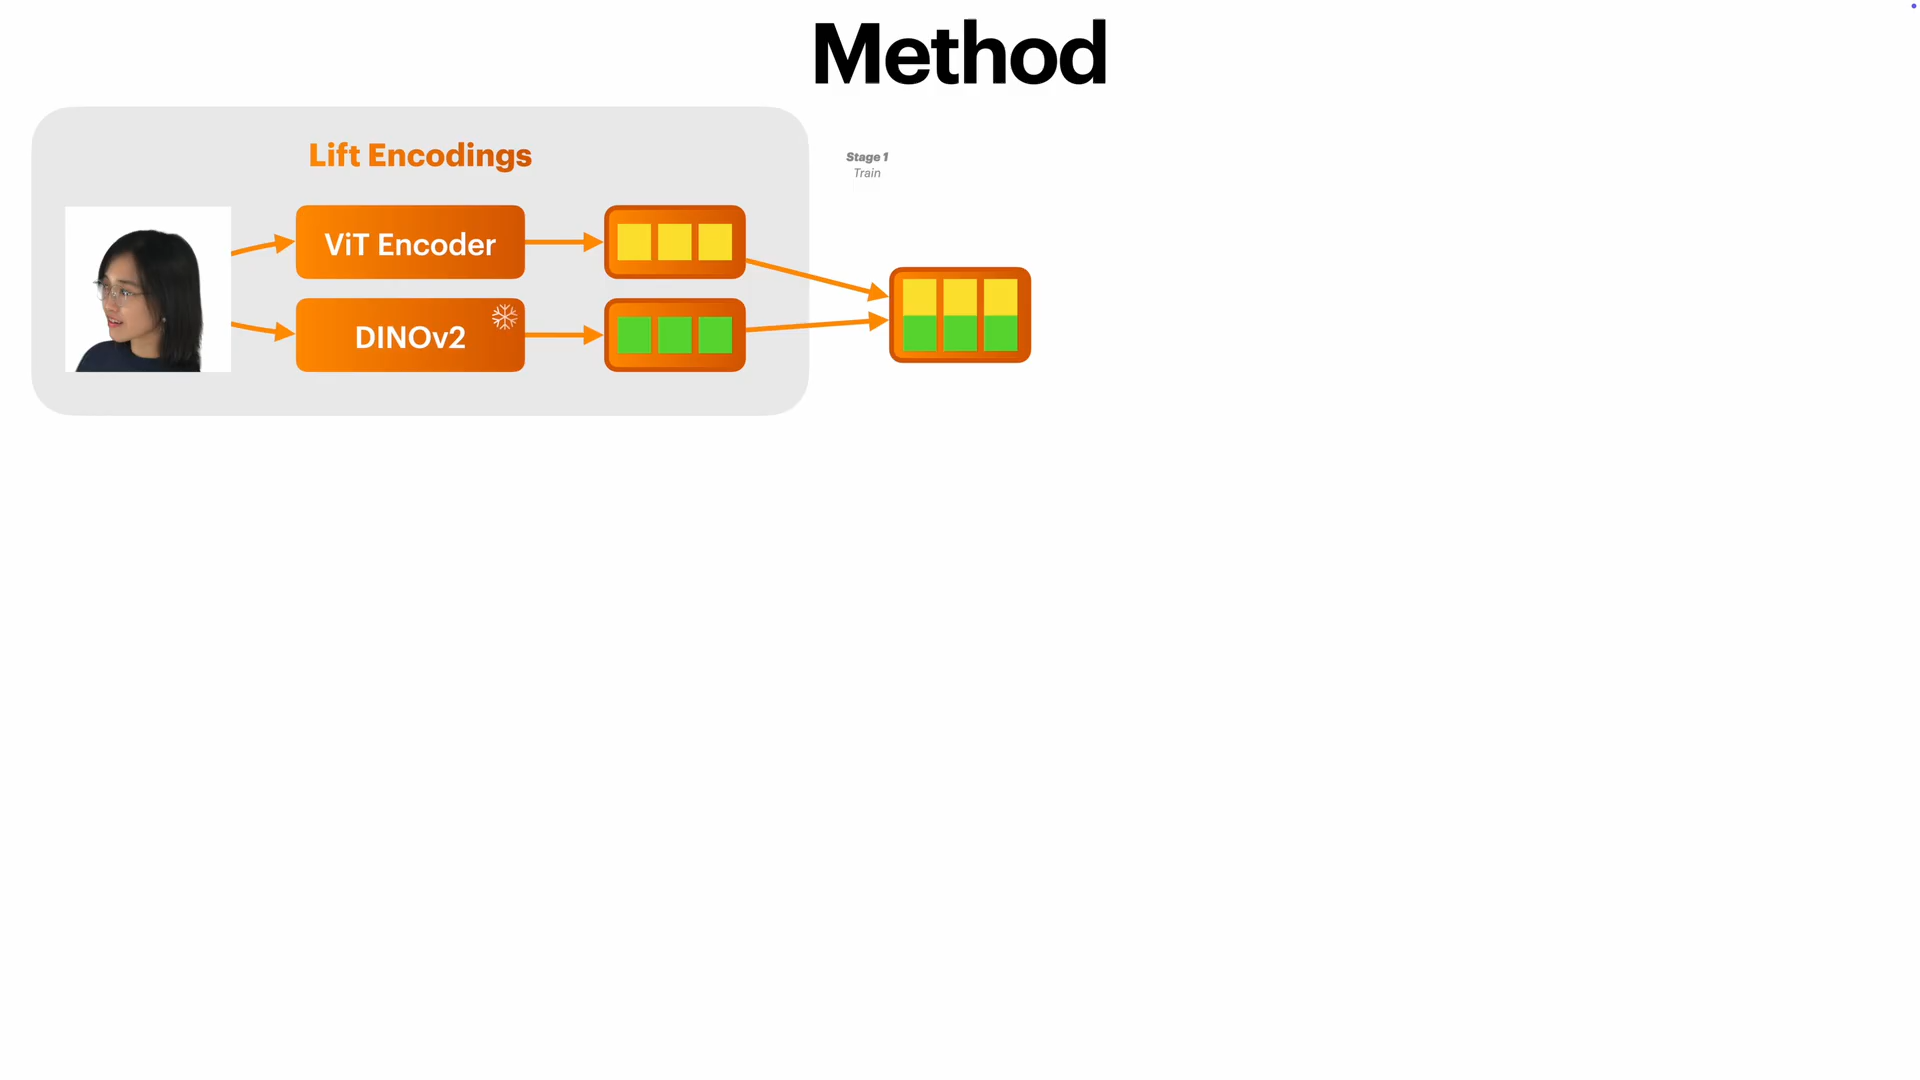 Method
Lift Encodings
Stage 1
Train
ViT Encoder
DINOv2